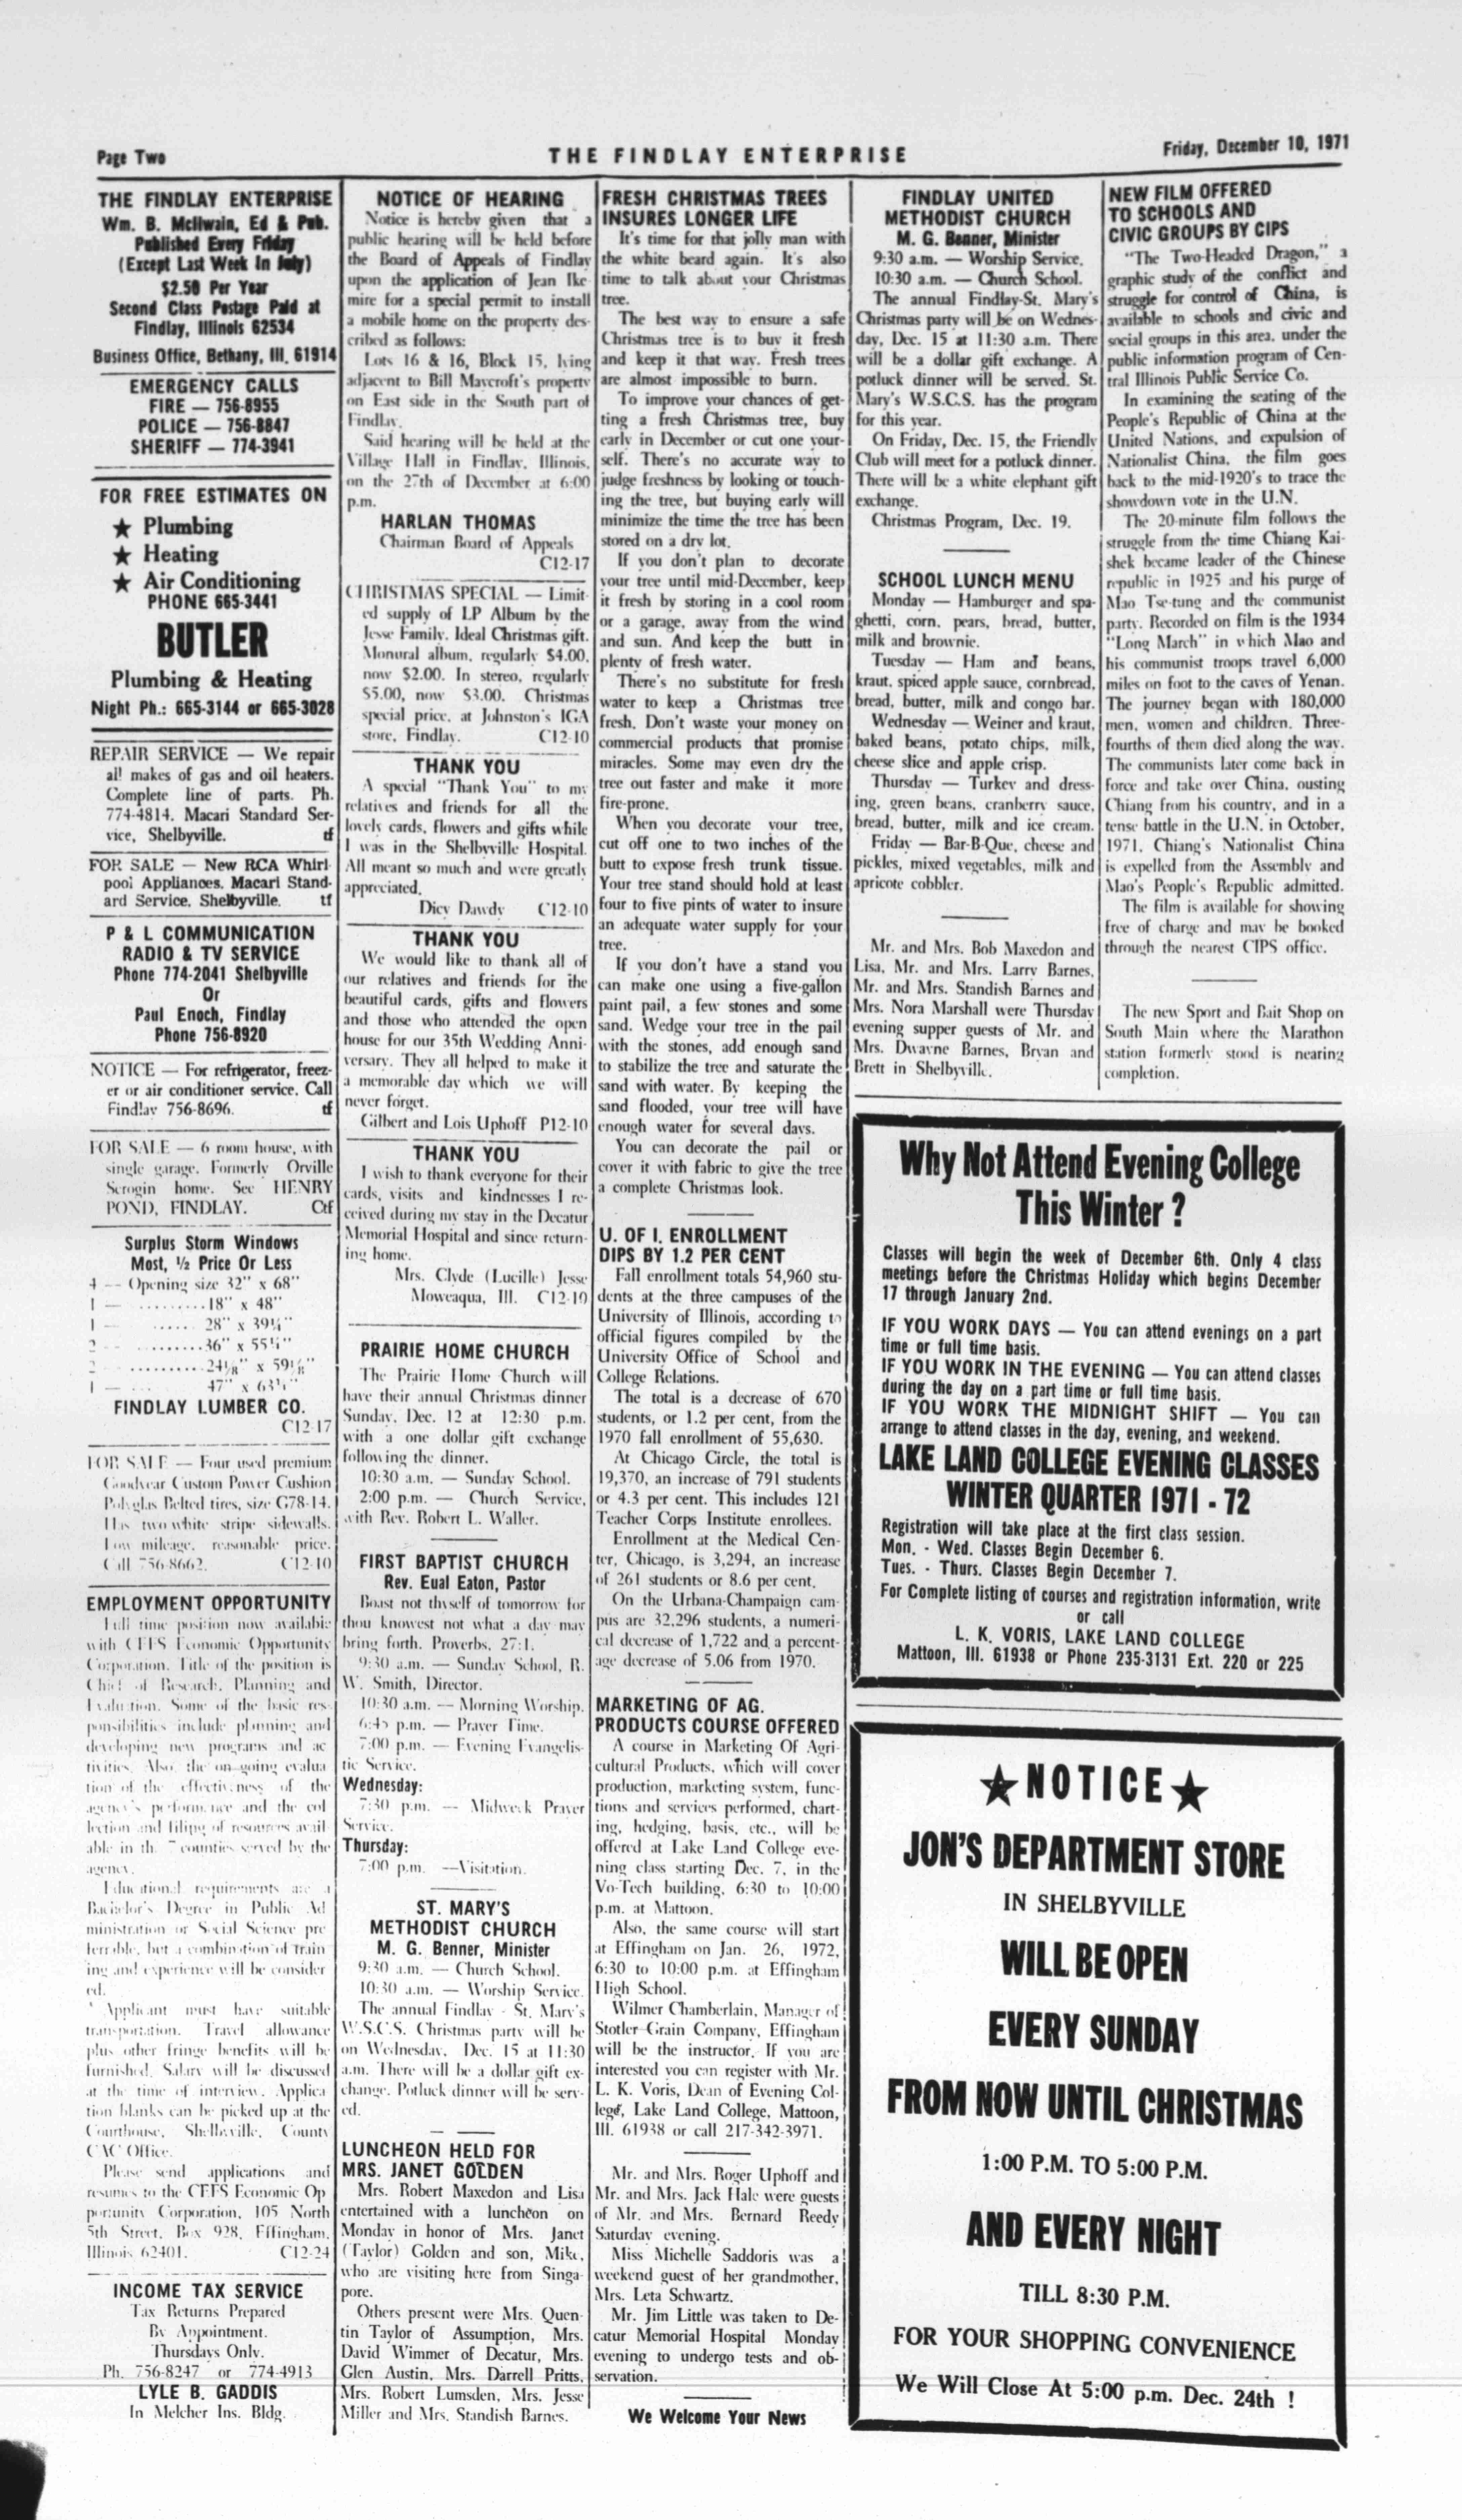 Page Two
THE FINDLAY ENTERPRISE
Friday, December 10, 1971
THE FINDLAY ENTERPRISE
Wm. B. McIlwain, Ed & Pub.
Published Every Friday
(Except Last Week in July)
$2.50 Per Year
Second Class Postage Paid at
Findlay, Illinois 62534
Business Office, Bethany, Ill. 61914
EMERGENCY CALLS
FIRE — 756-8955
POLICE — 756-8847
SHERIFF — 774-3941
FOR FREE ESTIMATES ON
★ Plumbing
★ Heating
★ Air Conditioning
PHONE 665-3441
BUTLER
Plumbing & Heating
Night Ph.: 665-3144 or 665-3028
REPAIR SERVICE — We repair
all makes of gas and oil heaters.
Complete line of parts. Ph.
774-4814. Macari Standard Ser-
vice, Shelbyville. tf
FOR SALE — New RCA Whirl-
pool Appliances. Macari Stand-
ard Service, Shelbyville. tf
P & L COMMUNICATION
RADIO & TV SERVICE
Phone 774-2041 Shelbyville
Or
Paul Enoch, Findlay
Phone 756-8920
NOTICE — For refrigerator, freez-
er or air conditioner service. Call
Findlay 756-8696. tf
FOR SALE — 6 room house, with
single garage. Formerly Orville
Scrogin home. See HENRY
POND, FINDLAY. Ctf
Surplus Storm Windows
Most, ½ Price Or Less
4 -- Opening size 32" x 68"
1 — .........18" x 48"
1 — ...... 28" x 39¼"
2 -- .........36" x 55¼"
2 ..........24⅛" x 59⅛"
1 — ... 47" x 63¼"
FINDLAY LUMBER CO.
C12-17
FOR SALE — Four used premium
Goodyear Custom Power Cushion
Polyglas Belted tires, size G78-14.
Has two white stripe sidewalls.
Low mileage, reasonable price.
Call 756-8662. C12-10
EMPLOYMENT OPPORTUNITY
Full time position now available
with CEFS Economic Opportunity
Corporation. Title of the position is
Chief of Research, Planning and
Evaluation. Some of the basic res-
ponsibilities include planning and
developing new programs and ac
tivities. Also the on-going evalua
tion of the effectiveness of the
agency's performance and the col
lection and filing of resources avail-
able in the 7 counties served by the
agency.
Educational requirements are a
Bachelor's Degree in Public Ad
ministration or Social Science pre
ferrable, but a combination of train
ing and experience will be consider
ed.
Applicant must have suitable
transportation. Travel allowance
plus other fringe benefits will be
furnished. Salary will be discussed
at the time of interview. Applica
tion blanks can be picked up at the
Courthouse, Shelbyville, County
CAC Office.
Please send applications and
resumes to the CEFS Economic Op
portunity Corporation, 105 North
5th Street, Box 928, Effingham,
Illinois 62401. C12-24
INCOME TAX SERVICE
Tax Returns Prepared
By Appointment.
Thursdays Only.
Ph. 756-8247 or 774-4913
LYLE B. GADDIS
In Melcher Ins. Bldg.
NOTICE OF HEARING
Notice is hereby given that a
public hearing will be held before
the Board of Appeals of Findlay
upon the application of Jean Ike
mire for a special permit to install
a mobile home on the property des-
cribed as follows:
Lots 16 & 16, Block 15, lying
adjacent to Bill Maycroft's property
on East side in the South part of
Findlay.
Said hearing will be held at the
Village Hall in Findlay, Illinois,
on the 27th of December at 6:00
p.m.
HARLAN THOMAS
Chairman Board of Appeals
C12-17
CHRISTMAS SPECIAL — Limit-
ed supply of LP Album by the
Jesse Family. Ideal Christmas gift.
Monural album, regularly $4.00,
now $2.00. In stereo, regularly
$5.00, now $3.00. Christmas
special price, at Johnston's IGA
store, Findlay. C12-10
THANK YOU
A special "Thank You" to my
relatives and friends for all the
lovely cards, flowers and gifts while
I was in the Shelbyville Hospital.
All meant so much and were greatly
appreciated.
Dicy Dawdy C12-10
THANK YOU
We would like to thank all of
our relatives and friends for the
beautiful cards, gifts and flowers
and those who attended the open
house for our 35th Wedding Anni-
versary. They all helped to make it
a memorable day which we will
never forget.
Gilbert and Lois Uphoff P12-10
THANK YOU
I wish to thank everyone for their
cards, visits and kindnesses I re-
ceived during my stay in the Decatur
Memorial Hospital and since return-
ing home.
Mrs. Clyde (Lucille) Jesse
Moweaqua, Ill. C12-10
PRAIRIE HOME CHURCH
The Prairie Home Church will
have their annual Christmas dinner
Sunday, Dec. 12 at 12:30 p.m.
with a one dollar gift exchange
following the dinner.
10:30 a.m. — Sunday School.
2:00 p.m. — Church Service,
with Rev. Robert L. Waller.
FIRST BAPTIST CHURCH
Rev. Eual Eaton, Pastor
Boast not thyself of tomorrow for
thou knowest not what a day may
bring forth. Proverbs, 27:1.
9:30 a.m. — Sunday School, R.
W. Smith, Director.
10:30 a.m. — Morning Worship.
6:45 p.m. — Prayer Time.
7:00 p.m. — Evening Evangelis-
tic Service.
Wednesday:
7:30 p.m. -- Midweek Prayer
Service.
Thursday:
7:00 p.m. —Visitation.
ST. MARY'S
METHODIST CHURCH
M. G. Benner, Minister
9:30 a.m. — Church School.
10:30 a.m. — Worship Service.
The annual Findlay - St. Mary's
W.S.C.S. Christmas party will be
on Wednesday, Dec. 15 at 11:30
a.m. There will be a dollar gift ex-
change. Potluck dinner will be serv-
ed.
LUNCHEON HELD FOR
MRS. JANET GOLDEN
Mrs. Robert Maxedon and Lisa
entertained with a luncheon on
Monday in honor of Mrs. Janet
(Taylor) Golden and son, Mike,
who are visiting here from Singa-
pore.
Others present were Mrs. Quen-
tin Taylor of Assumption, Mrs.
David Wimmer of Decatur, Mrs.
Glen Austin, Mrs. Darrell Pritts,
Mrs. Robert Lumsden, Mrs. Jesse
Miller and Mrs. Standish Barnes.
FRESH CHRISTMAS TREES
INSURES LONGER LIFE
It's time for that jolly man with
the white beard again. It's also
time to talk about your Christmas
tree.
The best way to ensure a safe
Christmas tree is to buy it fresh
and keep it that way. Fresh trees
are almost impossible to burn.
To improve your chances of get-
ting a fresh Christmas tree, buy
early in December or cut one your-
self. There's no accurate way to
judge freshness by looking or touch-
ing the tree, but buying early will
minimize the time the tree has been
stored on a dry lot.
If you don't plan to decorate
your tree until mid-December, keep
it fresh by storing in a cool room
or a garage, away from the wind
and sun. And keep the butt in
plenty of fresh water.
There's no substitute for fresh
water to keep a Christmas tree
fresh. Don't waste your money on
commercial products that promise
miracles. Some may even dry the
tree out faster and make it more
fire-prone.
When you decorate your tree,
cut off one to two inches of the
butt to expose fresh trunk tissue.
Your tree stand should hold at least
four to five pints of water to insure
an adequate water supply for your
tree.
If you don't have a stand you
can make one using a five-gallon
paint pail, a few stones and some
sand. Wedge your tree in the pail
with the stones, add enough sand
to stabilize the tree and saturate the
sand with water. By keeping the
sand flooded, your tree will have
enough water for several days.
You can decorate the pail or
cover it with fabric to give the tree
a complete Christmas look.
U. OF I. ENROLLMENT
DIPS BY 1.2 PER CENT
Fall enrollment totals 54,960 stu-
dents at the three campuses of the
University of Illinois, according to
official figures compiled by the
University Office of School and
College Relations.
The total is a decrease of 670
students, or 1.2 per cent, from the
1970 fall enrollment of 55,630.
At Chicago Circle, the total is
19,370, an increase of 791 students
or 4.3 per cent. This includes 121
Teacher Corps Institute enrollees.
Enrollment at the Medical Cen-
ter, Chicago, is 3,294, an increase
of 261 students or 8.6 per cent.
On the Urbana-Champaign cam-
pus are 32,296 students, a numeri-
cal decrease of 1,722 and a percent-
age decrease of 5.06 from 1970.
MARKETING OF AG.
PRODUCTS COURSE OFFERED
A course in Marketing Of Agri-
cultural Products, which will cover
production, marketing system, func-
tions and services performed, chart-
ing, hedging, basis, etc., will be
offered at Lake Land College eve-
ning class starting Dec. 7, in the
Vo-Tech building, 6:30 to 10:00
p.m. at Mattoon.
Also, the same course will start
at Effingham on Jan. 26, 1972,
6:30 to 10:00 p.m. at Effingham
High School.
Wilmer Chamberlain, Manager of
Stotler Grain Company, Effingham
will be the instructor. If you are
interested you can register with Mr.
L. K. Voris, Dean of Evening Col-
lege, Lake Land College, Mattoon,
Ill. 61938 or call 217-342-3971.
Mr. and Mrs. Roger Uphoff and
Mr. and Mrs. Jack Hale were guests
of Mr. and Mrs. Bernard Reedy
Saturday evening.
Miss Michelle Saddoris was a
weekend guest of her grandmother,
Mrs. Leta Schwartz.
Mr. Jim Little was taken to De-
catur Memorial Hospital Monday
evening to undergo tests and ob-
servation.
We Welcome Your News
FINDLAY UNITED
METHODIST CHURCH
M. G. Benner, Minister
9:30 a.m. — Worship Service.
10:30 a.m. — Church School.
The annual Findlay-St. Mary's
Christmas party will be on Wednes-
day, Dec. 15 at 11:30 a.m. There
will be a dollar gift exchange. A
potluck dinner will be served. St.
Mary's W.S.C.S. has the program
for this year.
On Friday, Dec. 15, the Friendly
Club will meet for a potluck dinner.
There will be a white elephant gift
exchange.
Christmas Program, Dec. 19.
SCHOOL LUNCH MENU
Monday — Hamburger and spa-
ghetti, corn, pears, bread, butter,
milk and brownie.
Tuesday — Ham and beans,
kraut, spiced apple sauce, cornbread,
bread, butter, milk and congo bar.
Wednesday — Weiner and kraut,
baked beans, potato chips, milk,
cheese slice and apple crisp.
Thursday — Turkey and dress-
ing, green beans, cranberry sauce,
bread, butter, milk and ice cream.
Friday — Bar-B-Que, cheese and
pickles, mixed vegetables, milk and
apricote cobbler.
Mr. and Mrs. Bob Maxedon and
Lisa, Mr. and Mrs. Larry Barnes,
Mr. and Mrs. Standish Barnes and
Mrs. Nora Marshall were Thursday
evening supper guests of Mr. and
Mrs. Dwayne Barnes, Bryan and
Brett in Shelbyville.
NEW FILM OFFERED
TO SCHOOLS AND
CIVIC GROUPS BY CIPS
"The Two-Headed Dragon," a
graphic study of the conflict and
struggle for control of China, is
available to schools and civic and
social groups in this area, under the
public information program of Cen-
tral Illinois Public Service Co.
In examining the seating of the
People's Republic of China at the
United Nations, and expulsion of
Nationalist China, the film goes
back to the mid-1920's to trace the
showdown vote in the U.N.
The 20-minute film follows the
struggle from the time Chiang Kai-
shek became leader of the Chinese
republic in 1925 and his purge of
Mao Tse-tung and the communist
party. Recorded on film is the 1934
"Long March" in which Mao and
his communist troops travel 6,000
miles on foot to the caves of Yenan.
The journey began with 180,000
men, women and children. Three-
fourths of them died along the way.
The communists later come back in
force and take over China, ousting
Chiang from his country, and in a
tense battle in the U.N. in October,
1971, Chiang's Nationalist China
is expelled from the Assembly and
Mao's People's Republic admitted.
The film is available for showing
free of charge and may be booked
through the nearest CIPS office.
The new Sport and Bait Shop on
South Main where the Marathon
station formerly stood is nearing
completion.
Why Not Attend Evening College
This Winter?
Classes will begin the week of December 6th. Only 4 class
meetings before the Christmas Holiday which begins December
17 through January 2nd.
IF YOU WORK DAYS — You can attend evenings on a part
time or full time basis.
IF YOU WORK IN THE EVENING — You can attend classes
during the day on a part time or full time basis.
IF YOU WORK THE MIDNIGHT SHIFT — You can
arrange to attend classes in the day, evening, and weekend.
LAKE LAND COLLEGE EVENING CLASSES
WINTER QUARTER 1971 - 72
Registration will take place at the first class session.
Mon. - Wed. Classes Begin December 6.
Tues. - Thurs. Classes Begin December 7.
For Complete listing of courses and registration information, write
or call
L. K. VORIS, LAKE LAND COLLEGE
Mattoon, Ill. 61938 or Phone 235-3131 Ext. 220 or 225
★ NOTICE ★
JON'S DEPARTMENT STORE
IN SHELBYVILLE
WILL BE OPEN
EVERY SUNDAY
FROM NOW UNTIL CHRISTMAS
1:00 P.M. TO 5:00 P.M.
AND EVERY NIGHT
TILL 8:30 P.M.
FOR YOUR SHOPPING CONVENIENCE
We Will Close At 5:00 p.m. Dec. 24th !